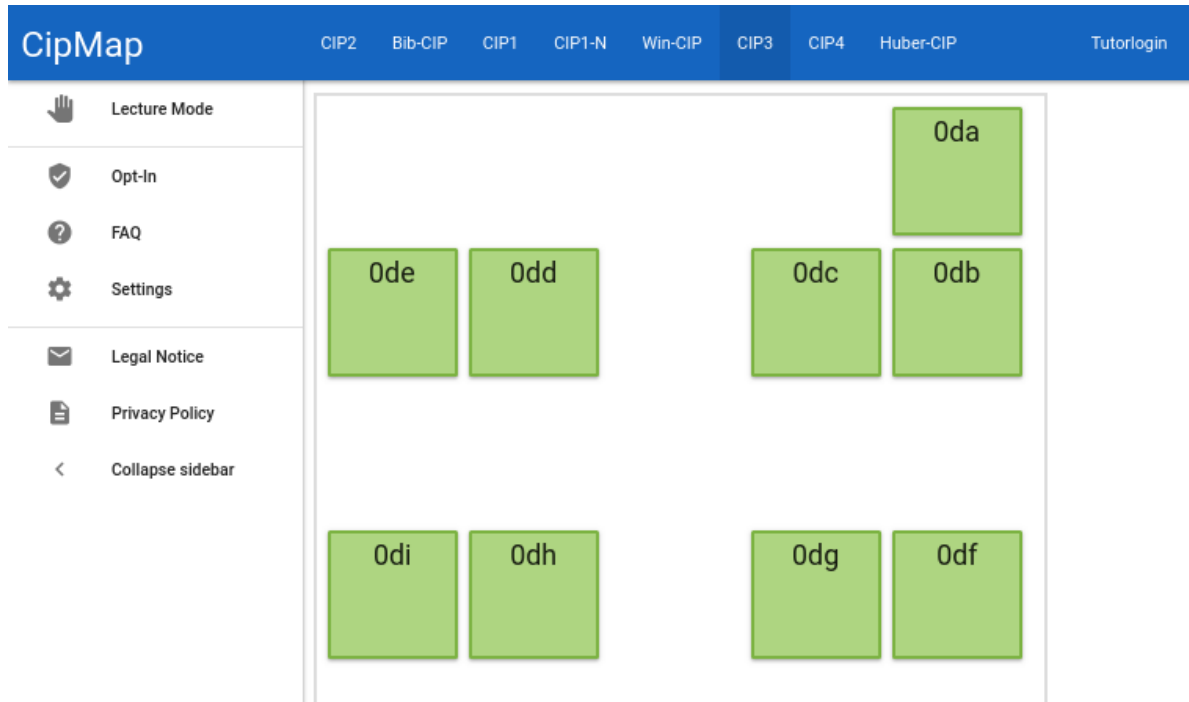 CipMap
CIP2 Bib-CIP CIP1 CIP1-N Win-CIP CIP3 CIP4 Huber-CIP Tutorlogin
Lecture Mode
Opt-In
FAQ
Settings
Legal Notice
Privacy Policy
Collapse sidebar
0da
0de 0dd 0dc 0db
0di 0dh 0dg 0df